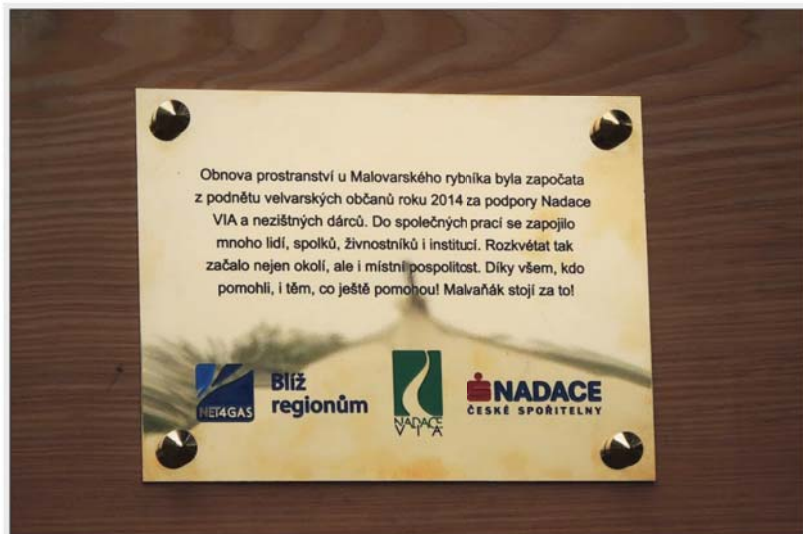 Obnova prostranství u Malovarského rybníka byla započata
z podnětu velvarských občanů roku 2014 za podpory Nadace
VIA a nezištných dárců. Do společných prací se zapojilo
mnoho lidí, spolků, živnostníků i institucí. Rozkvétat tak
začalo nejen okolí, ale i místní pospolitost. Díky všem, kdo
pomohli, i těm, co ještě pomohou! Malvaňák stojí za to!
NET4GAS
Blíž
regionům
NADACE
VIA
NADACE
ČESKÉ SPOŘITELNY